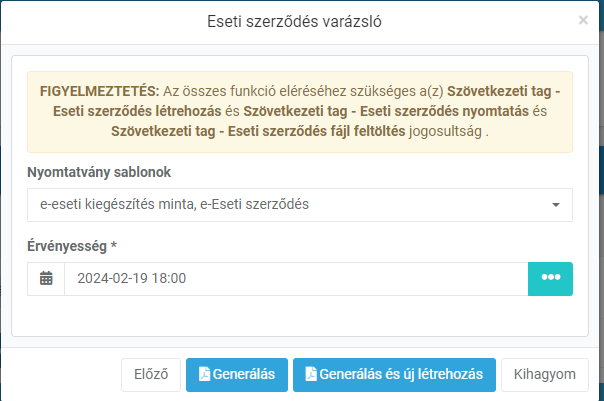 Eseti szerződés varázsló
×
FIGYELMEZTETÉS: Az összes funkció eléréséhez szükséges a(z) Szövetkezeti tag -
Eseti szerződés létrehozás és Szövetkezeti tag - Eseti szerződés nyomtatás és
Szövetkezeti tag - Eseti szerződés fájl feltöltés jogosultság .
Nyomtatvány sablonok
e-eseti kiegészítés minta, e-Eseti szerződés
Érvényesség *
2024-02-19 18:00
Előző
Generálás
Generálás és új létrehozás
Kihagyom